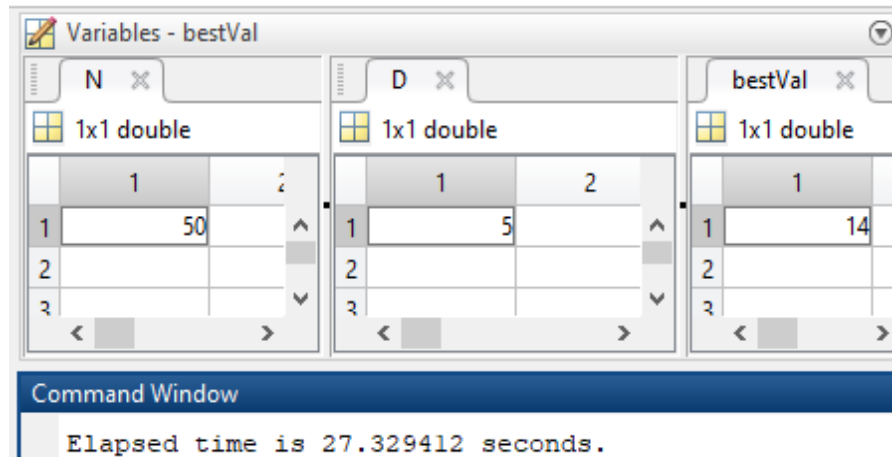 Variables - bestVal
N D bestVal
1x1 double 1x1 double 1x1 double
1 1 2 1
1 50 1 5 1 14
2 2 2
3 3 3
Command Window
Elapsed time is 27.329412 seconds.